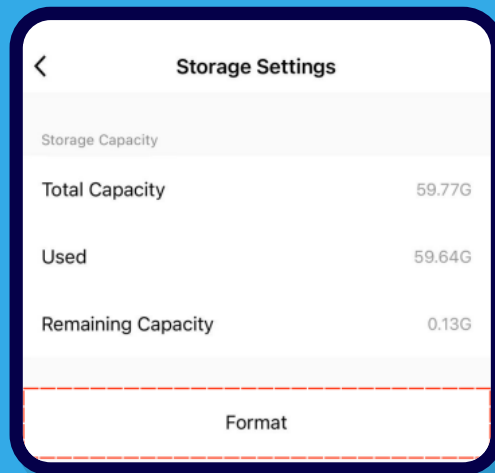 Storage Settings
Storage Capacity
Total Capacity 59.77G
Used 59.64G
Remaining Capacity 0.13G
Format